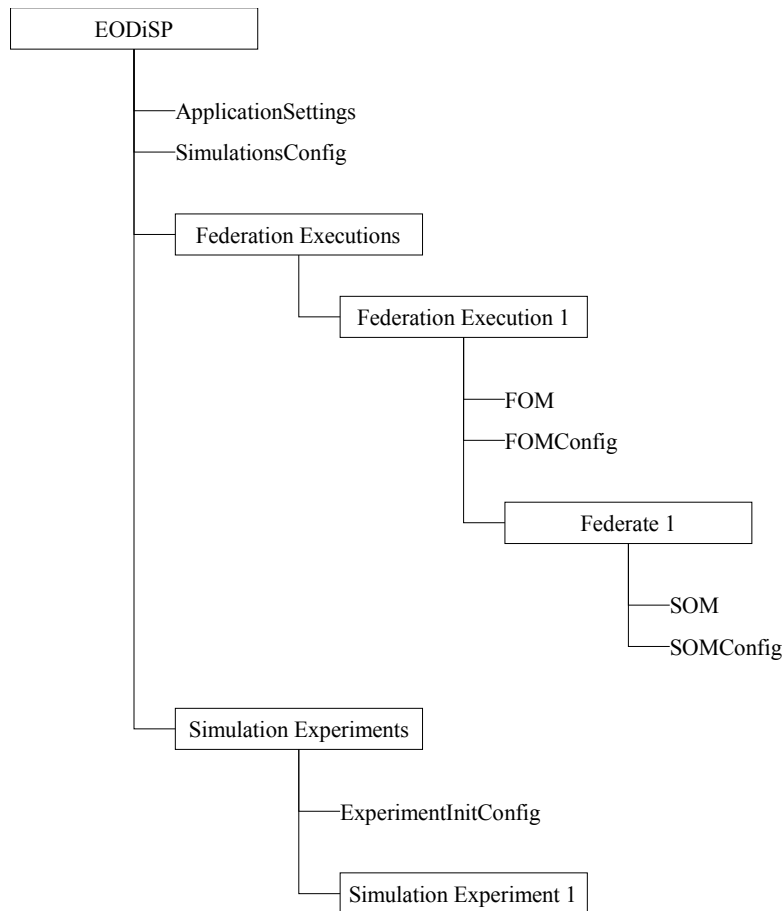 EODiSP
ApplicationSettings
SimulationsConfig
Federation Executions
Federation Execution 1
FOM
FOMConfig
Federate 1
SOM
SOMConfig
Simulation Experiments
ExperimentInitConfig
Simulation Experiment 1